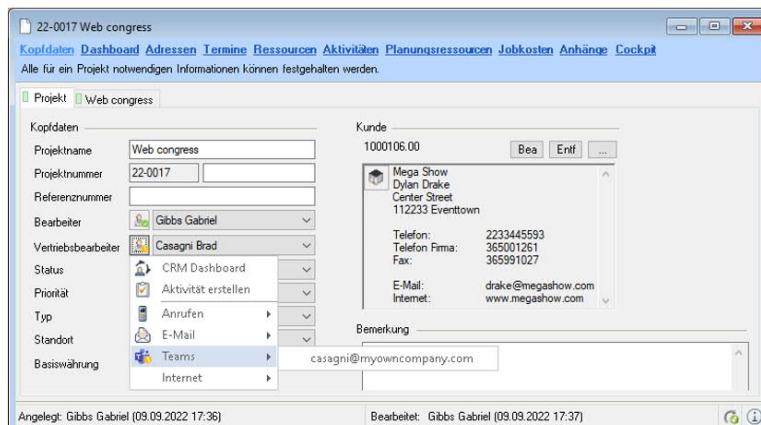 22-0017 Web congress
Kopfdaten Dashboard Adressen Termine Ressourcen Aktivitäten Planungsressourcen Jobkosten Anhänge Cockpit
Alle für ein Projekt notwendigen Informationen können festgehalten werden.
Projekt Web congress
Kopfdaten
Projektname Web congress
Projektnummer 22-0017
Referenznummer
Bearbeiter Gibbs Gabriel
Vertriebsbearbeiter Casagni Brad
Status
Priorität
Typ
Standort
Basiswährung
CRM Dashboard
Aktivität erstellen
Anrufen
E-Mail
Teams casagni@myowncompany.com
Internet
Kunde
1000106.00 Bea Entf ...
Mega Show
Dylan Drake
Center Street
112233 Eventtown
Telefon: 2233445593
Telefon Firma: 365001261
Fax: 365991027
E-Mail: drake@megashow.com
Internet: www.megashow.com
Bemerkung
Angelegt: Gibbs Gabriel (09.09.2022 17:36) Bearbeitet: Gibbs Gabriel (09.09.2022 17:37)